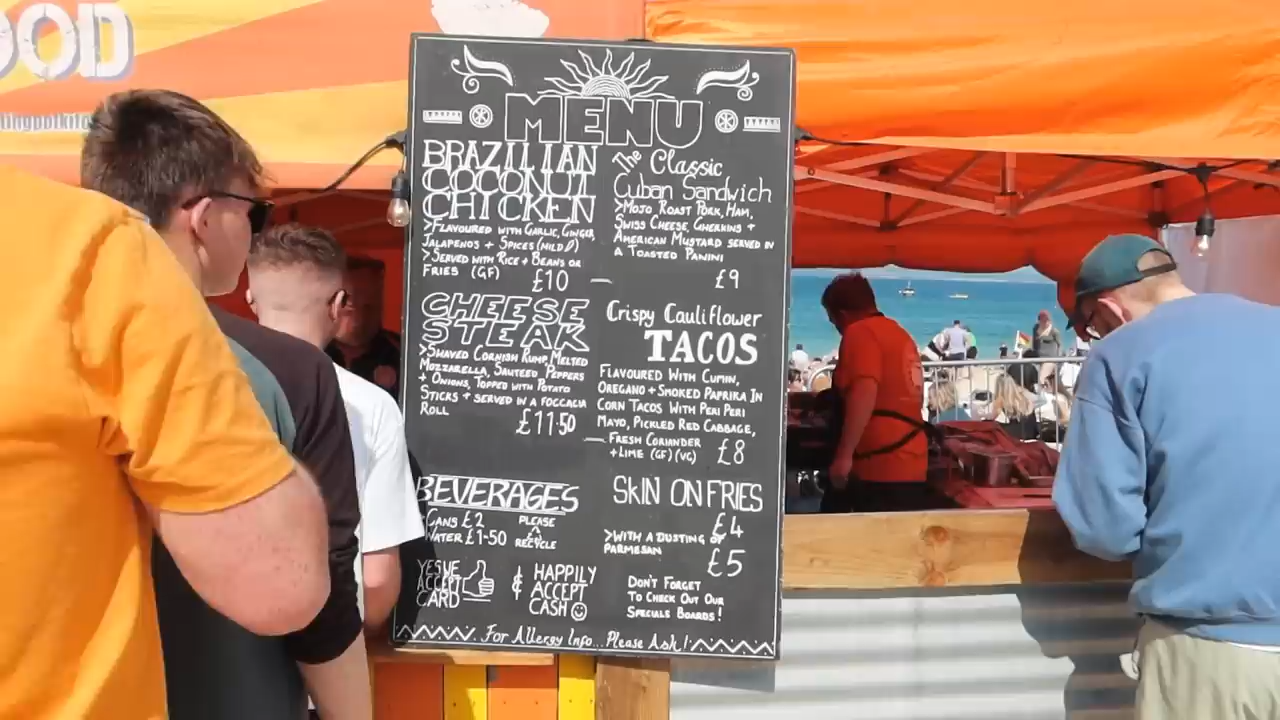 OOD
MENU
BRAZILIAN
COCONUT
CHICKEN
>FLAVOURED WITH GARLIC, GINGER,
JALAPENOS + SPICES (MILD)
>SERVED WITH RICE + BEANS OR
FRIES (GF)
£10
CHEESE
STEAK
>SHAVED CORNISH RUMP, MELTED
MOZZARELLA, SAUTEED PEPPERS
+ ONIONS, TOPPED WITH POTATO
STICKS + SERVED IN A FOCCACIA
ROLL
£11.50
The Classic
Cuban Sandwich
>MOJO ROAST PORK, HAM,
SWISS CHEESE, GHERKINS +
AMERICAN MUSTARD SERVED IN
A TOASTED PANINI
£9
Crispy Cauliflower
TACOS
FLAVOURED WITH CUMIN,
OREGANO + SMOKED PAPRIKA IN
CORN TACOS WITH PERI PERI
MAYO, PICKLED RED CABBAGE,
FRESH CORIANDER
+ LIME (GF) (VG) £8
BEVERAGES
CANS £2
WATER £1-50
PLEASE
RECYCLE
YES WE
ACCEPT
CARD
& HAPPILY
ACCEPT
CASH
SKIN ON FRIES
£4
>WITH A DUSTING OF
PARMESAN
£5
DON'T FORGET
TO CHECK OUT OUR
SPECIALS BOARDS!
For Allergy Info... Please Ask!